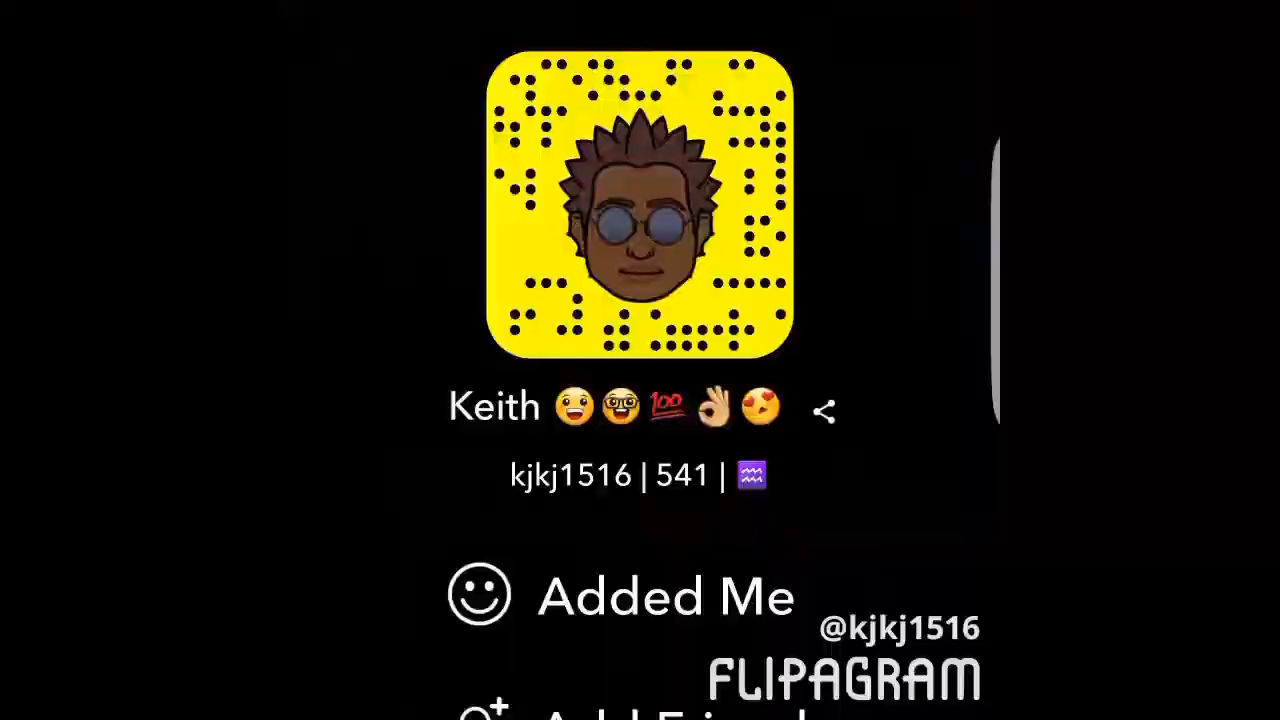 Keith 😀🤓💯👌🏼😍
kjkj1516 | 541 | ♒
Added Me
@kjkj1516
FLIPAGRAM